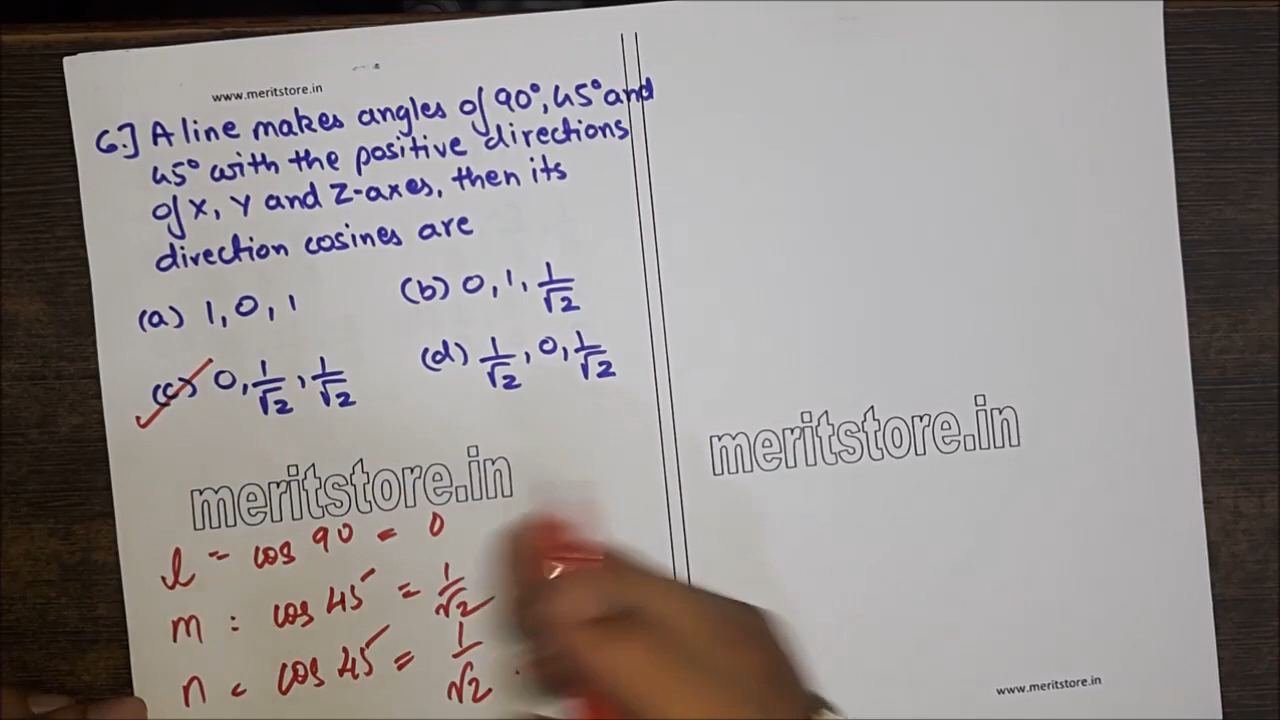 www.meritstore.in
6.] A line makes angles of 90°, 45° and
45° with the positive directions
of X, Y and Z-axes, then its
direction cosines are
(a) 1, 0, 1 (b) 0, 1, 1/√2
(c) 0, 1/√2, 1/√2 (d) 1/√2, 0, 1/√2
meritstore.in
l = cos 90 = 0
m = cos 45 = 1/√2
n = cos 45 = 1/√2
meritstore.in
www.meritstore.in